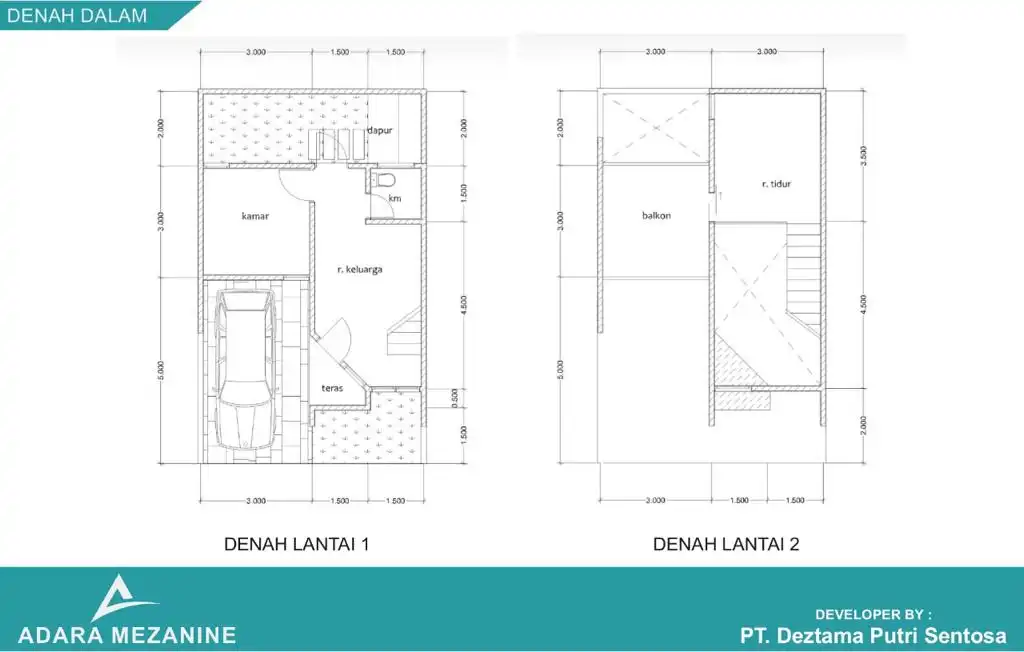 DENAH DALAM
3.000 1.500 1.500
2.000
3.000
5.000
dapur
km
kamar
r. keluarga
teras
2.000
1.500
4.500
0.500
1.500
3.000 1.500 1.500
DENAH LANTAI 1
3.000 3.000
2.000
3.000
5.000
r. tidur
balkon
3.500
4.500
2.000
3.000 1.500 1.500
DENAH LANTAI 2
ADARA MEZANINE
DEVELOPER BY :
PT. Deztama Putri Sentosa